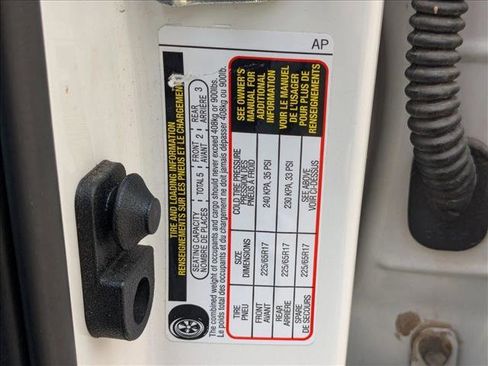 AP
TIRE AND LOADING INFORMATION
RENSEIGNEMENTS SUR LES PNEUS ET LE CHARGEMENT
SEATING CAPACITY
NOMBRE DE PLACES
TOTAL 5
FRONT
AVANT
2
REAR
ARRIÈRE
3
The combined weight of occupants and cargo should never exceed 408kg or 900lbs.
Le poids total des occupants et du chargement ne doit jamais dépasser 408kg ou 900lb.
TIRE
PNEU
SIZE
DIMENSIONS
COLD TIRE PRESSURE
PRESSION DES
PNEUS A FROID
SEE OWNER'S
MANUAL FOR
ADDITIONAL
INFORMATION
VOIR LE MANUEL
DE L'USAGER
POUR PLUS DE
RENSEIGNEMENTS
FRONT
AVANT
225/65R17
240 KPA, 35 PSI
REAR
ARRIÈRE
225/65R17
230 KPA, 33 PSI
SPARE
DE SECOURS
225/65R17
SEE ABOVE
VOIR CI-DESSUS